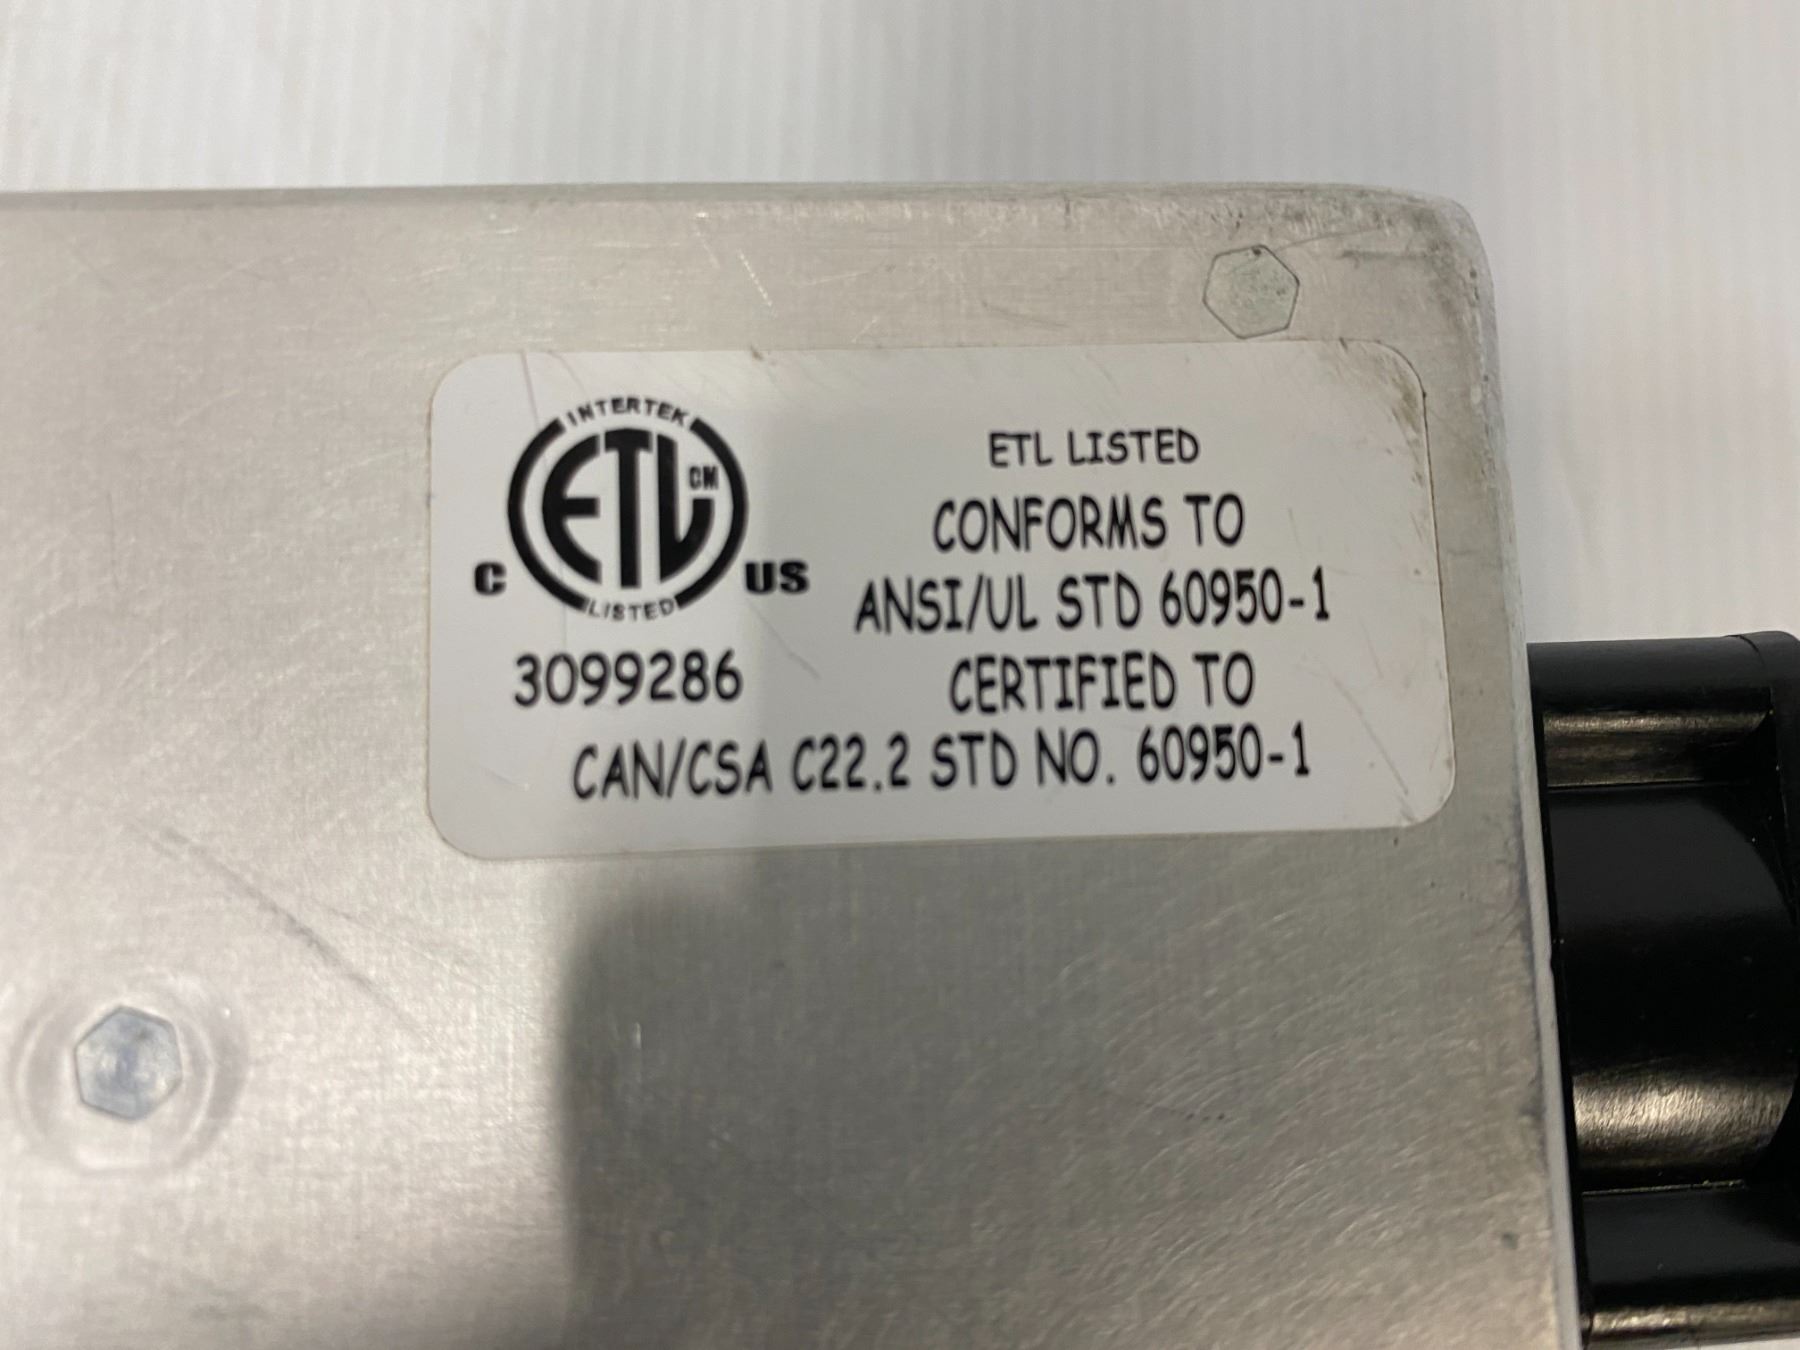 INTERTEK
ETL CM
C US
LISTED
3099286
ETL LISTED
CONFORMS TO
ANSI/UL STD 60950-1
CERTIFIED TO
CAN/CSA C22.2 STD NO. 60950-1